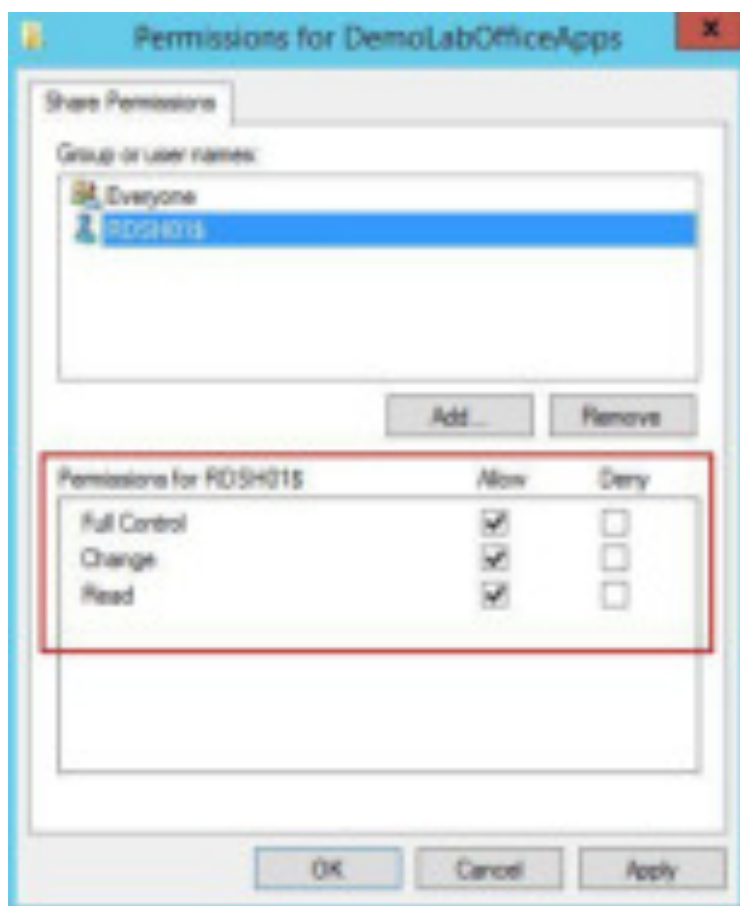 Permissions for DemoLabOfficeApps
Share Permissions
Group or user names:
Everyone
RDSH01$
Add... Remove
Permissions for RDSH01$ Allow Deny
Full Control
Change
Read
OK Cancel Apply